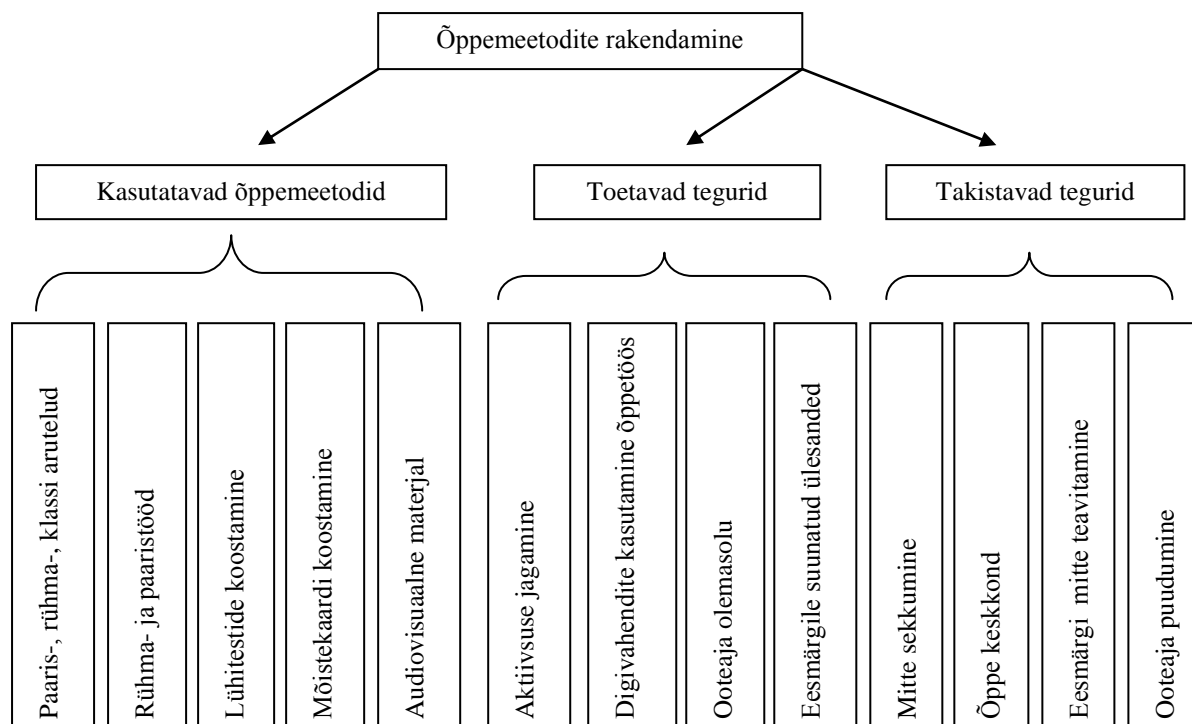 Õppemeetodite rakendamine
Kasutatavad õppemeetodid
Toetavad tegurid
Takistavad tegurid
Paaris-, rühma-, klassi arutelud
Rühma- ja paaristööd
Lühitestide koostamine
Mõistekaardi koostamine
Audiovisuaalne materjal
Aktiivsuse jagamine
Digivahendite kasutamine õppetöös
Ooteaja olemasolu
Eesmärgile suunatud ülesanded
Mitte sekkumine
Õppe keskkond
Eesmärgi mitte teavitamine
Ooteaja puudumine